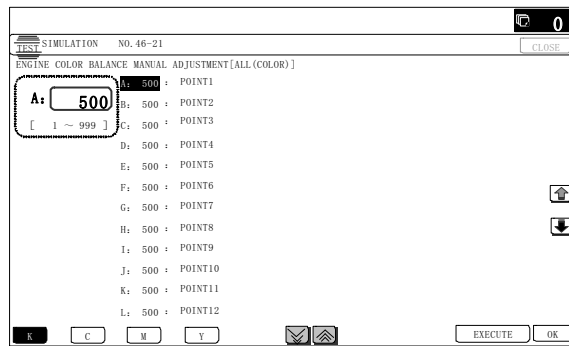 0
TEST SIMULATION NO.46-21
CLOSE
ENGINE COLOR BALANCE MANUAL ADJUSTMENT[ALL(COLOR)]
A: 500
[ 1 ~ 999 ]
A: 500 : POINT1
B: 500 : POINT2
C: 500 : POINT3
D: 500 : POINT4
E: 500 : POINT5
F: 500 : POINT6
G: 500 : POINT7
H: 500 : POINT8
I: 500 : POINT9
J: 500 : POINT10
K: 500 : POINT11
L: 500 : POINT12
K C M Y EXECUTE OK